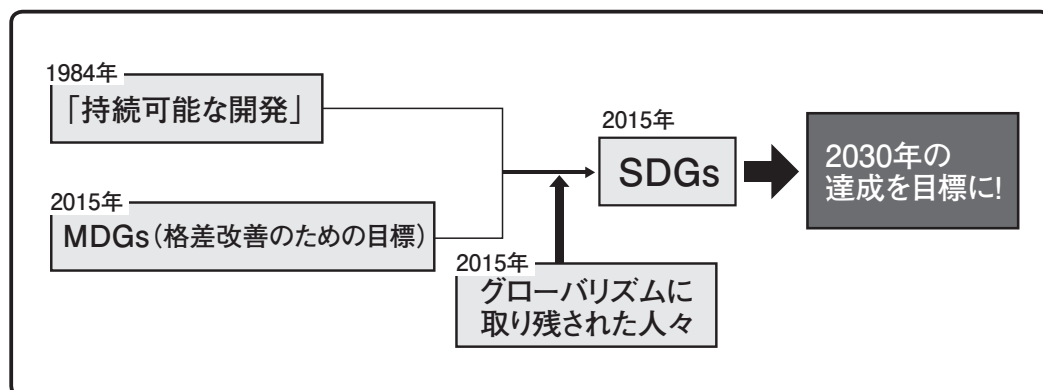 1984年
「持続可能な開発」
2015年
MDGs（格差改善のための目標）
2015年
グローバリズムに
取り残された人々
2015年
SDGs
2030年の
達成を目標に!